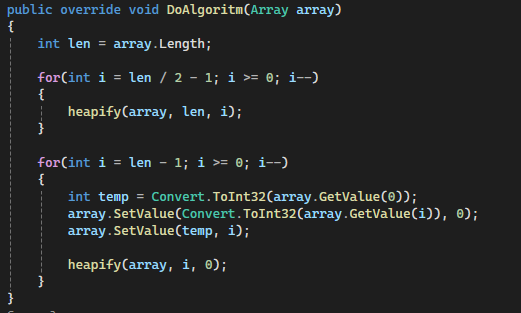 public override void DoAlgoritm(Array array)
{
    int len = array.Length;
    for(int i = len / 2 - 1; i >= 0; i--)
    {
        heapify(array, len, i);
    }
    for(int i = len - 1; i >= 0; i--)
    {
        int temp = Convert.ToInt32(array.GetValue(0));
        array.SetValue(Convert.ToInt32(array.GetValue(i)), 0);
        array.SetValue(temp, i);
        heapify(array, i, 0);
    }
}